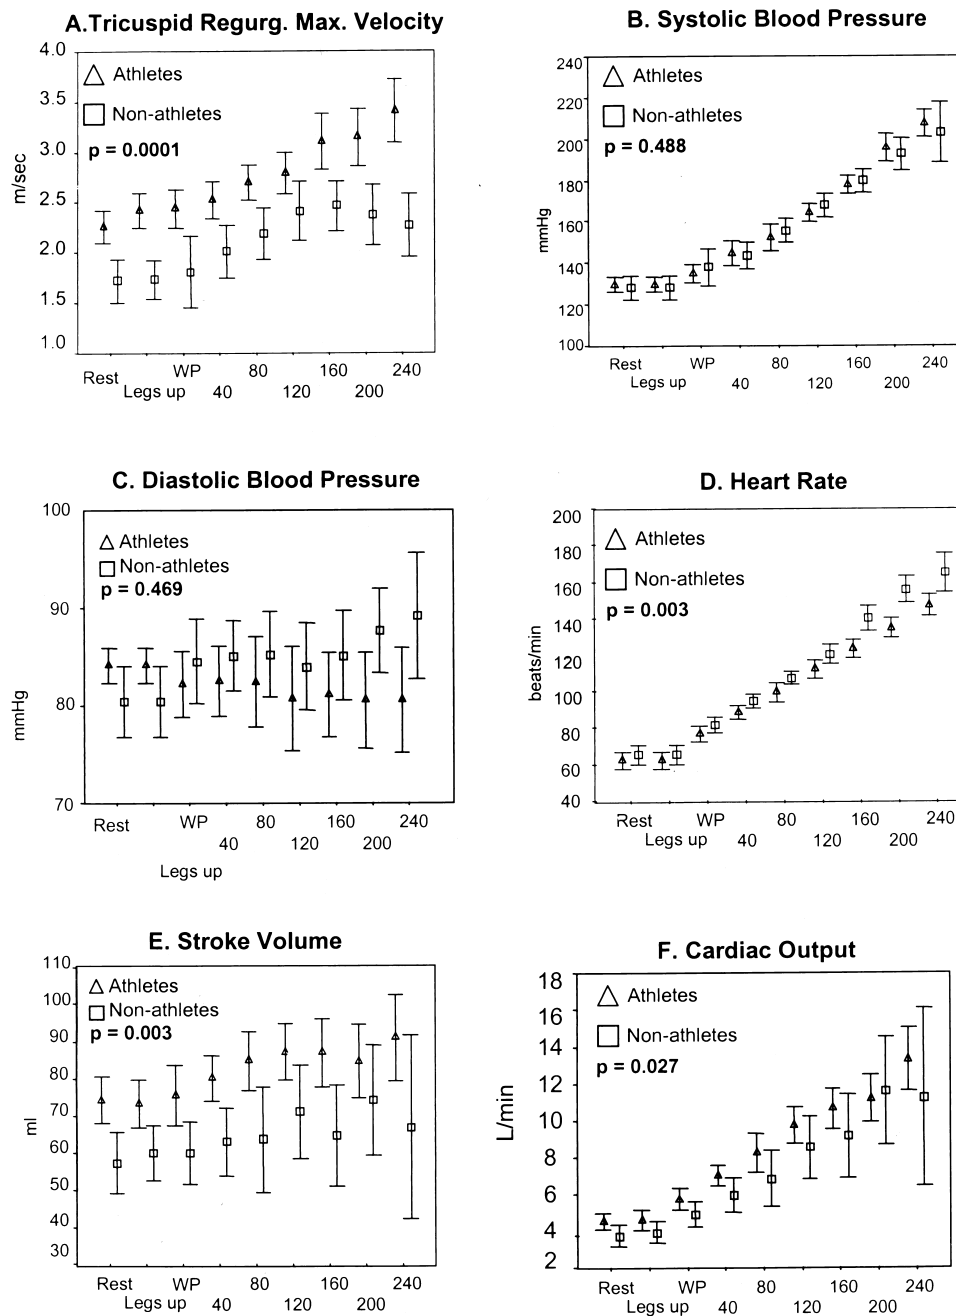 A.Tricuspid Regurg. Max. Velocity
4.0
3.5
3.0
2.5
2.0
1.5
1.0
m/sec
Athletes
Non-athletes
p = 0.0001
Rest
Legs up
WP
40
80
120
160
200
240
B. Systolic Blood Pressure
240
220
200
180
160
140
120
100
mmHg
Athletes
Non-athletes
p = 0.488
Rest
Legs up
WP
40
80
120
160
200
240
C. Diastolic Blood Pressure
100
90
80
70
mmHg
Athletes
Non-athletes
p = 0.469
Rest
Legs up
WP
40
80
120
160
200
240
D. Heart Rate
200
180
160
140
120
100
80
60
40
beats/min
Athletes
Non-athletes
p = 0.003
Rest
Legs up
WP
40
80
120
160
200
240
E. Stroke Volume
110
100
90
80
70
60
50
40
30
ml
Athletes
Non-athletes
p = 0.003
Rest
Legs up
WP
40
80
120
160
200
240
F. Cardiac Output
18
16
14
12
10
8
6
4
2
L/min
Athletes
Non-athletes
p = 0.027
Rest
Legs up
WP
40
80
120
160
200
240